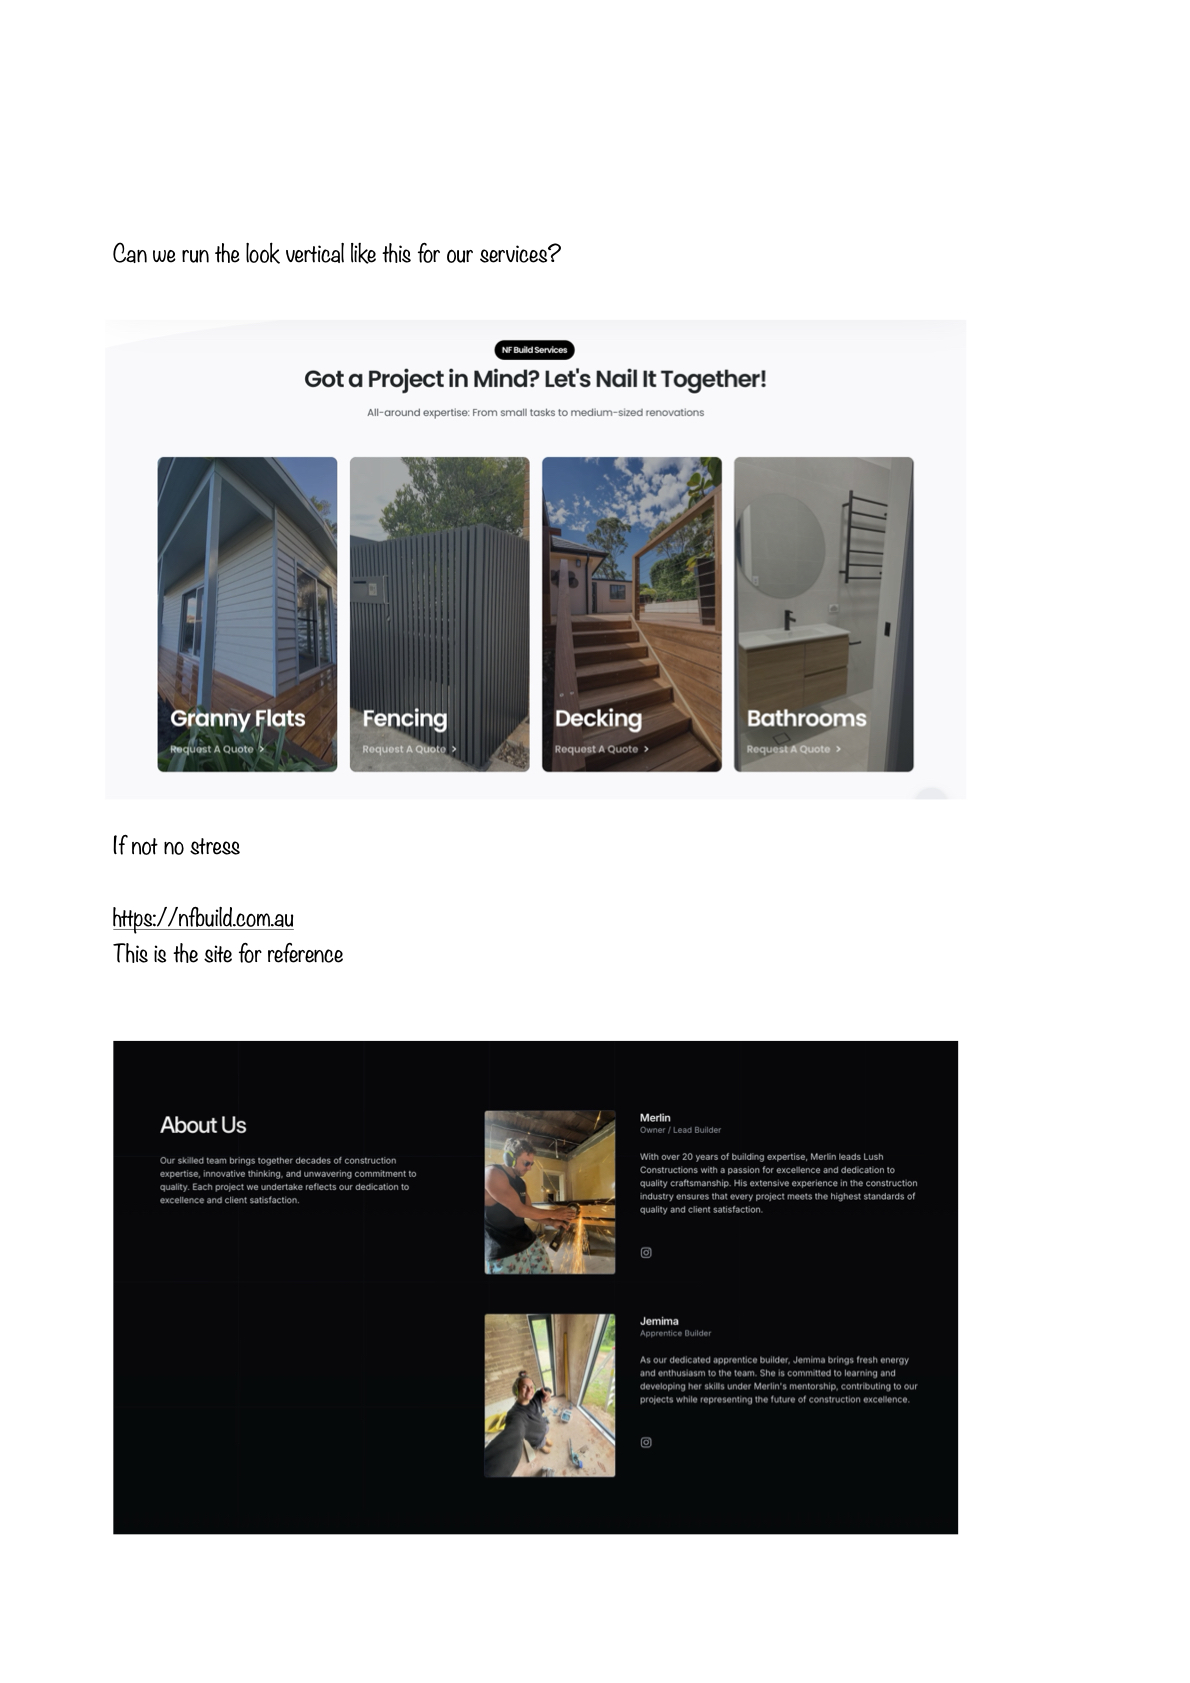 Can we run the look vertical like this for our services?
NF Build Services
Got a Project in Mind? Let's Nail It Together!
All-around expertise: From small tasks to medium-sized renovations
Granny Flats
Request A Quote >
Fencing
Request A Quote >
Decking
Request A Quote >
Bathrooms
Request A Quote >
If not no stress
https://nfbuild.com.au
This is the site for reference
About Us
Our skilled team brings together decades of construction
expertise, innovative thinking, and unwavering commitment to
quality. Each project we undertake reflects our dedication to
excellence and client satisfaction.
Merlin
Owner / Lead Builder
With over 20 years of building expertise, Merlin leads Lush
Constructions with a passion for excellence and dedication to
quality craftsmanship. His extensive experience in the construction
industry ensures that every project meets the highest standards of
quality and client satisfaction.
Jemima
Apprentice Builder
As our dedicated apprentice builder, Jemima brings fresh energy
and enthusiasm to the team. She is committed to learning and
developing her skills under Merlin's mentorship, contributing to our
projects while representing the future of construction excellence.